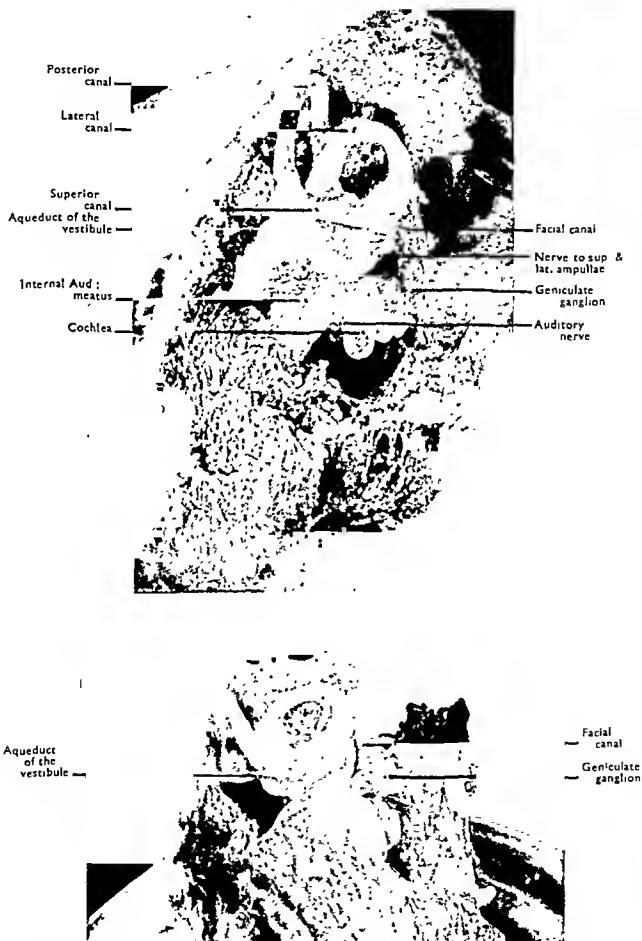 Posterior
canal
Lateral
canal
Superior
canal
Aqueduct of the
vestibule
Internal Aud :
meatus
Cochlea
Facial canal
Nerve to sup &
lat. ampullae
Geniculate
ganglion
Auditory
nerve
Aqueduct
of the
vestibule
Facial
canal
Geniculate
ganglion